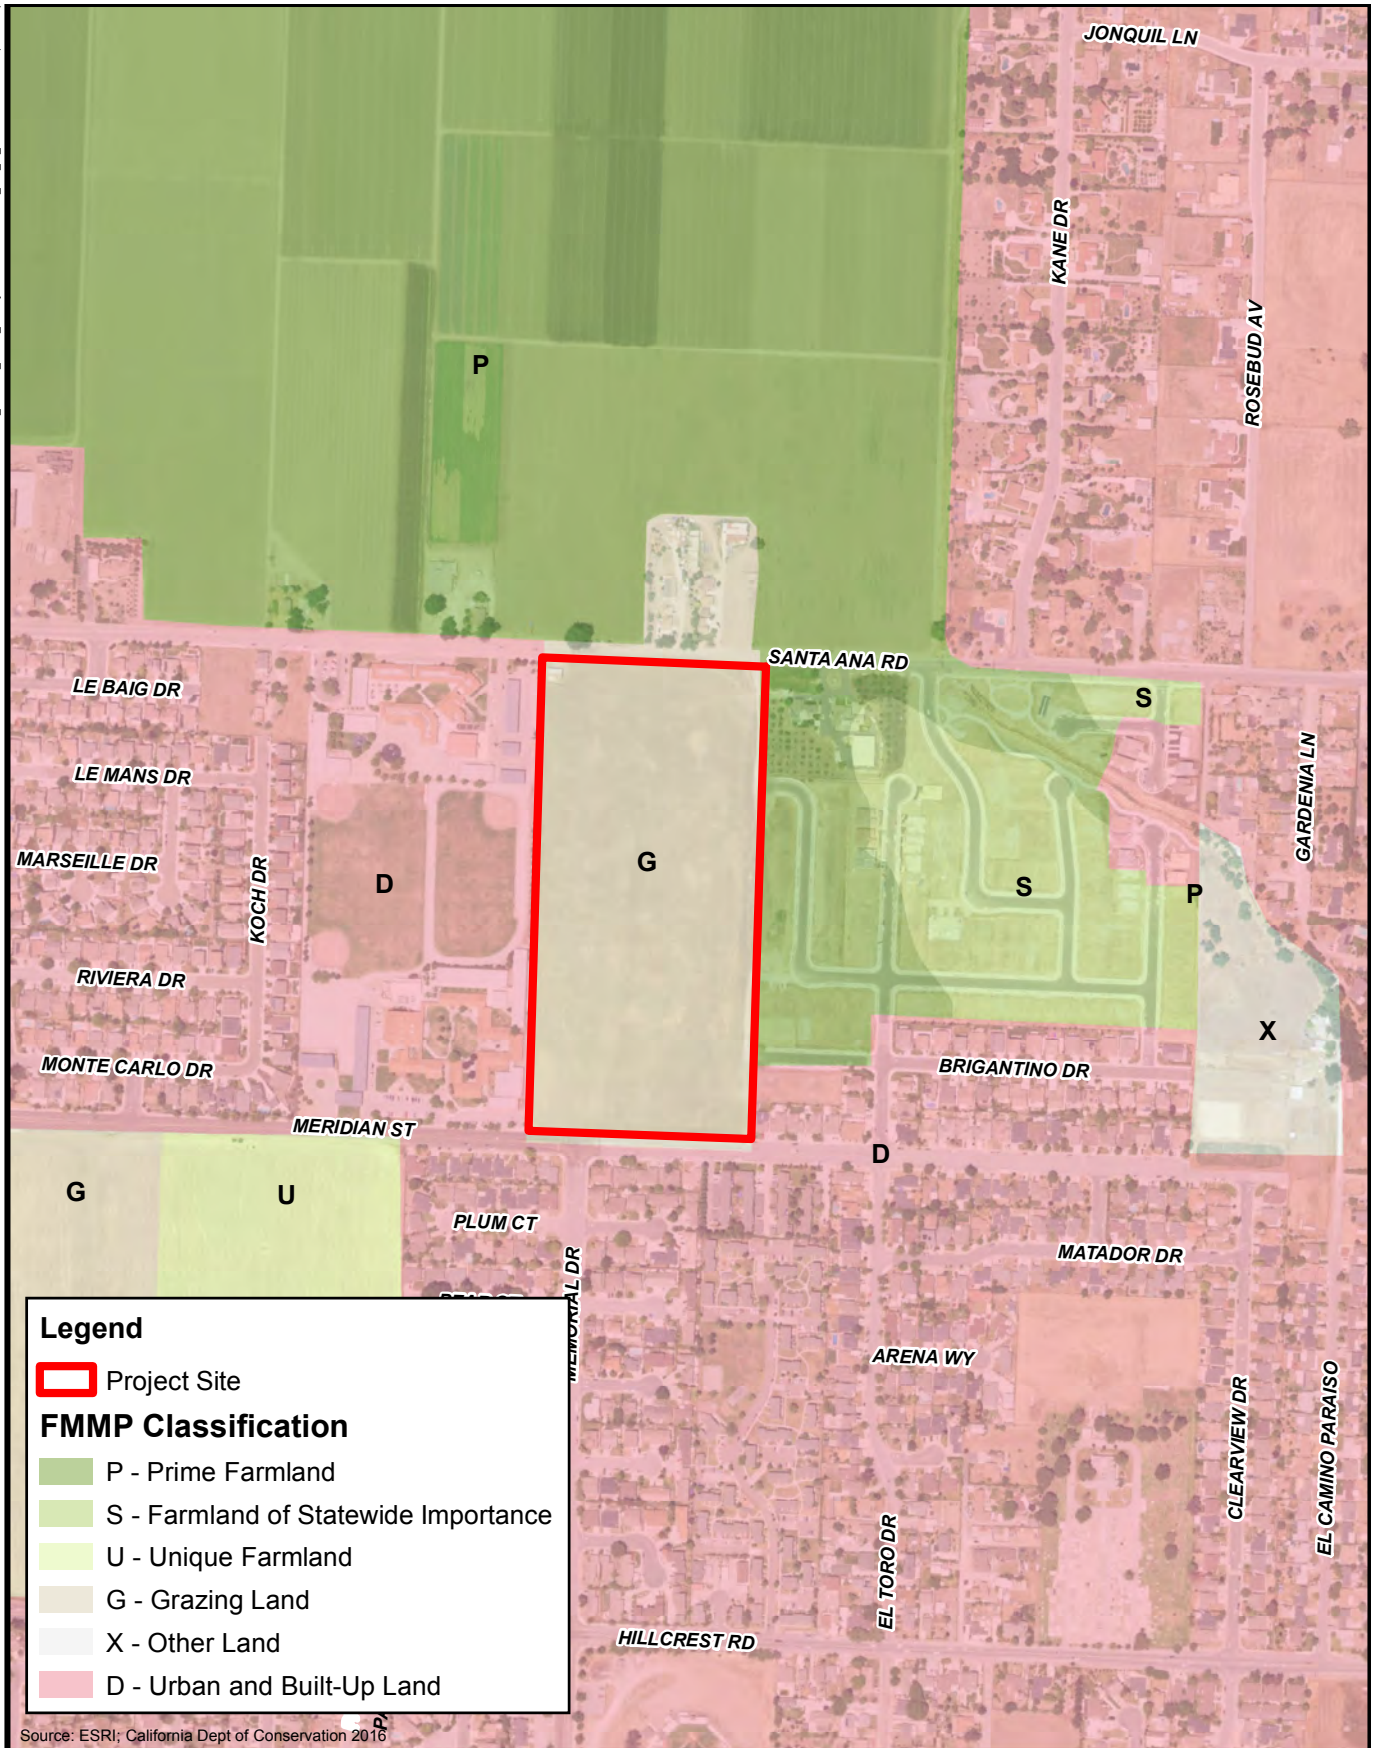 JONQUIL LN
KANE DR
ROSEBUD AV
P
SANTA ANA RD
LE BAIG DR
S
LE MANS DR
GARDENIA LN
MARSEILLE DR
KOCH DR
D
G
S
P
RIVIERA DR
X
MONTE CARLO DR
BRIGANTINO DR
MERIDIAN ST
D
G
U
PLUM CT
MEMORIAL DR
MATADOR DR
ARENA WY
CLEARVIEW DR
EL CAMINO PARAISO
EL TORO DR
HILLCREST RD
Legend
Project Site
FMMP Classification
P - Prime Farmland
S - Farmland of Statewide Importance
U - Unique Farmland
G - Grazing Land
X - Other Land
D - Urban and Built-Up Land
Source: ESRI; California Dept of Conservation 2016